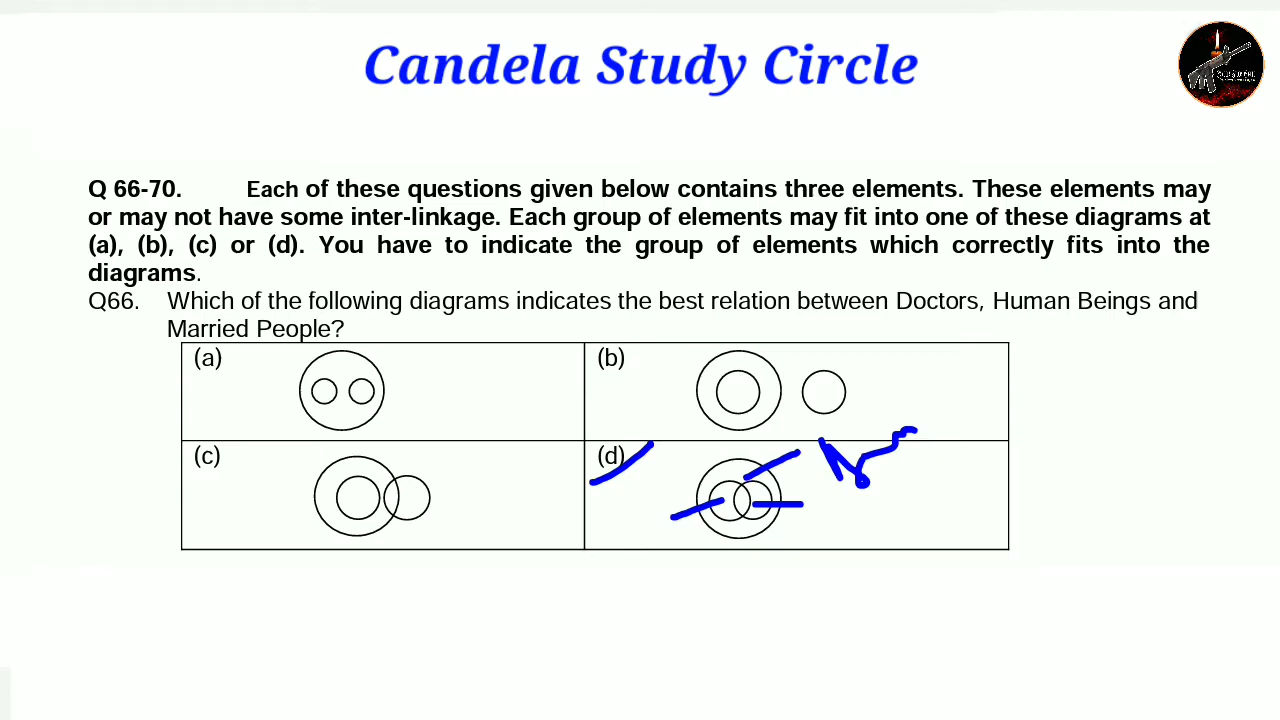 Candela Study Circle
Q 66-70. Each of these questions given below contains three elements. These elements may
or may not have some inter-linkage. Each group of elements may fit into one of these diagrams at
(a), (b), (c) or (d). You have to indicate the group of elements which correctly fits into the
diagrams.
Q66. Which of the following diagrams indicates the best relation between Doctors, Human Beings and
Married People?
(a)
(b)
(c)
(d)